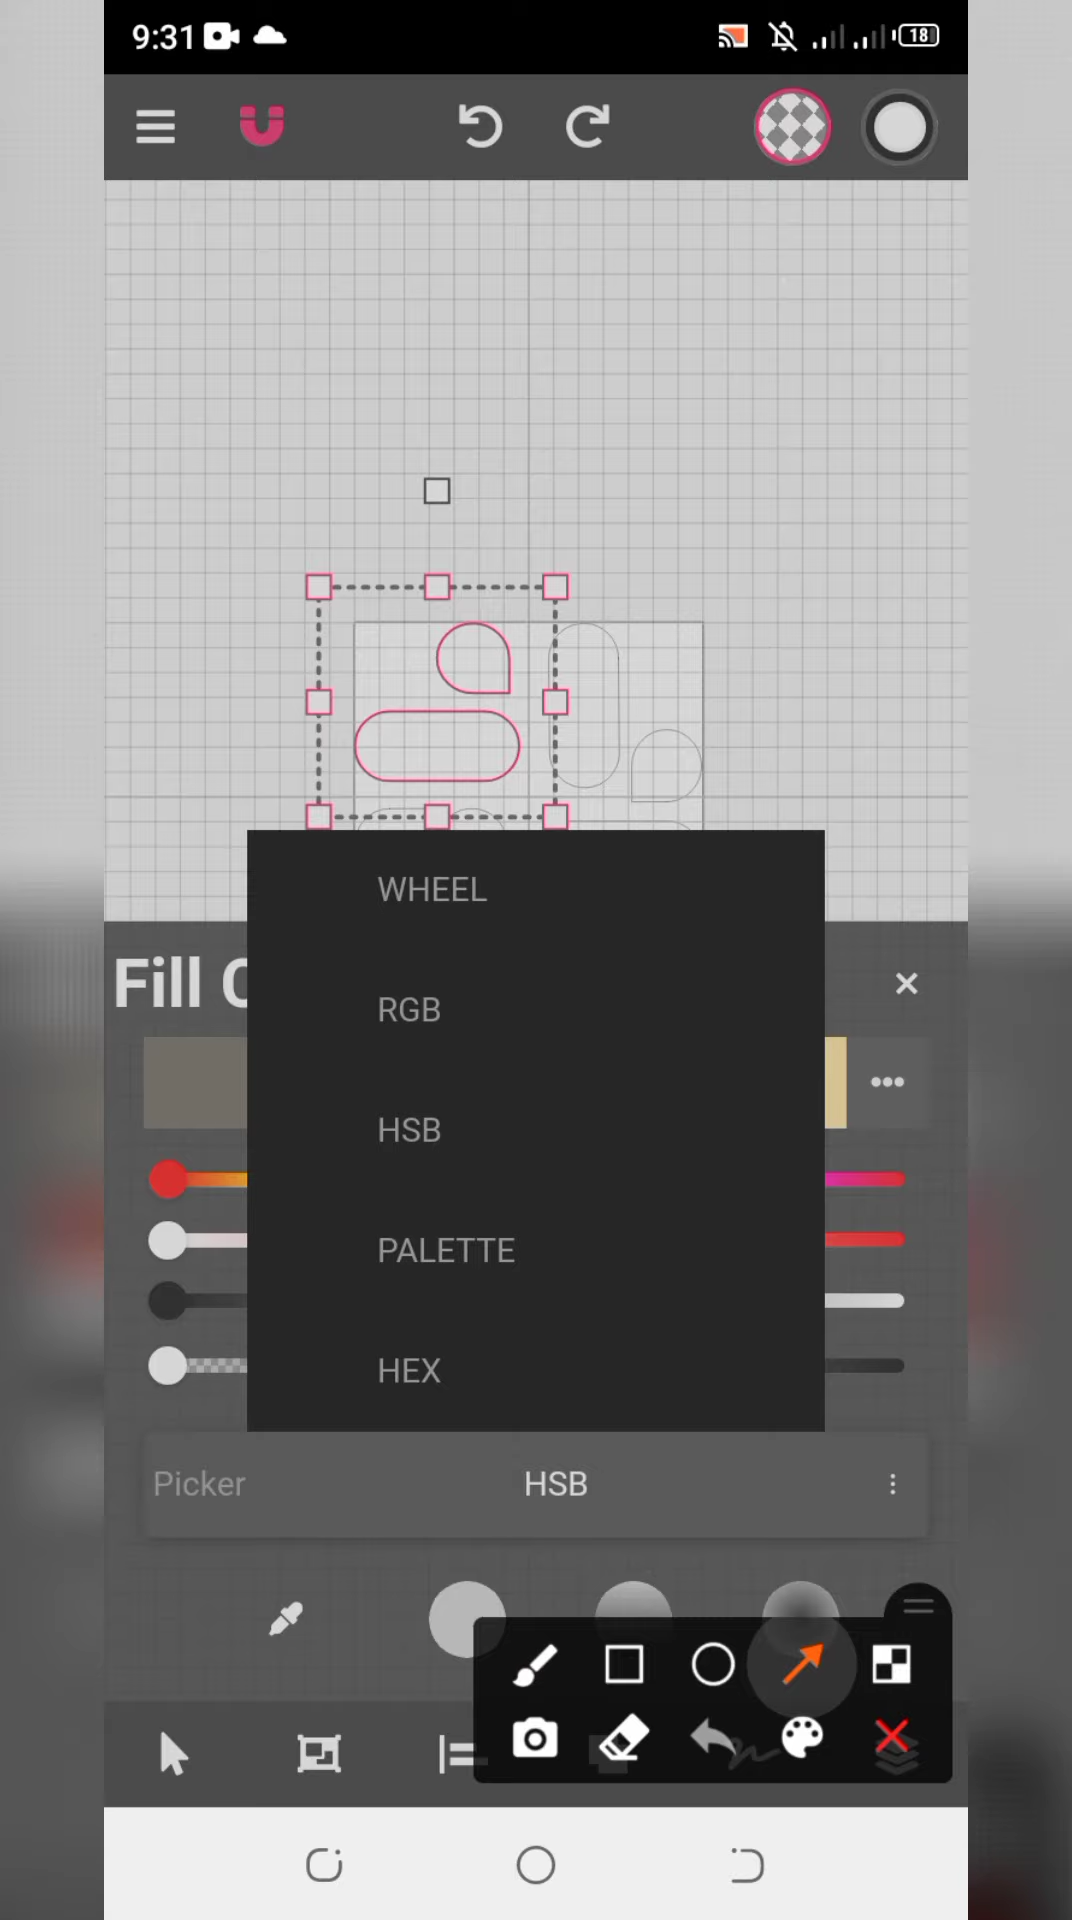 9:31
18
WHEEL
Fill C
RGB
HSB
PALETTE
HEX
Picker HSB